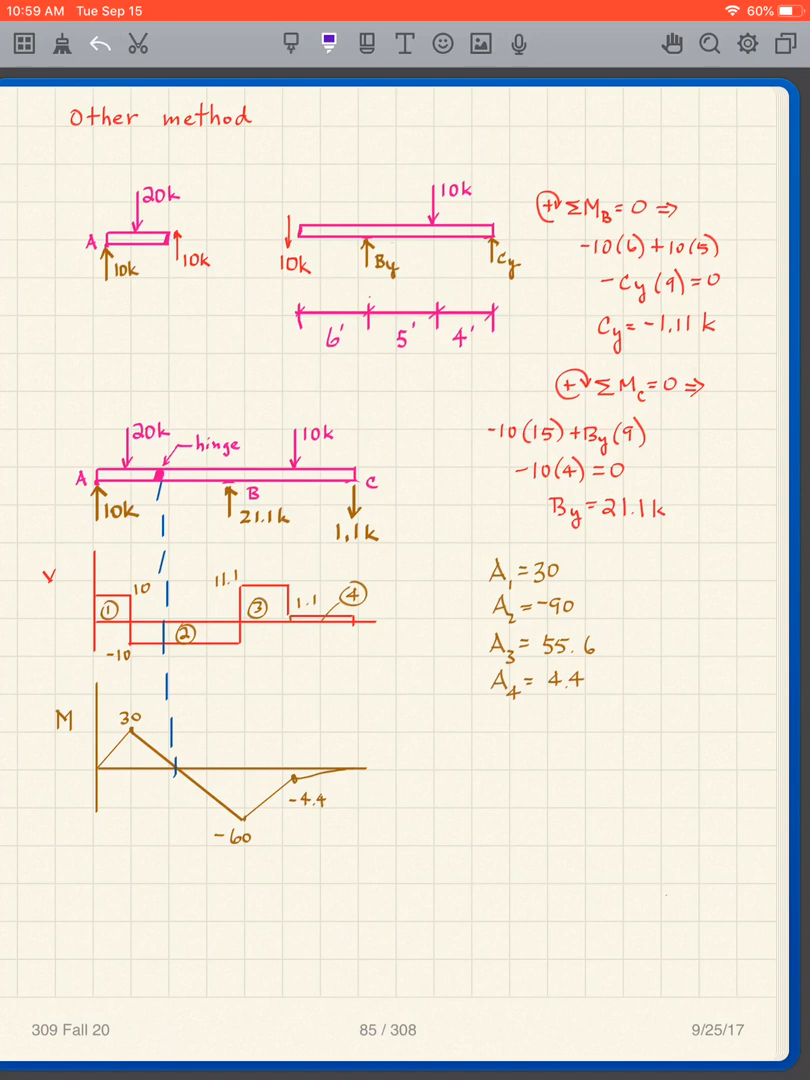 10:59 AM Tue Sep 15
60%
Other method
20k
A
10k
10k
10k
10k
By
Cy
6'
5'
4'
+ ΣM_B = 0 ⇒
-10(6) + 10(5)
- Cy(9) = 0
Cy = -1.11 k
+ ΣM_C = 0 ⇒
-10(15) + By(9)
-10(4) = 0
By = 21.1 k
20k
hinge
10k
A
B
C
10k
21.1k
1.1k
V
10
-10
11.1
1.1
①
②
③
④
A₁ = 30
A₂ = -90
A₃ = 55.6
A₄ = 4.4
M
30
-60
-4.4
309 Fall 20
85 / 308
9/25/17